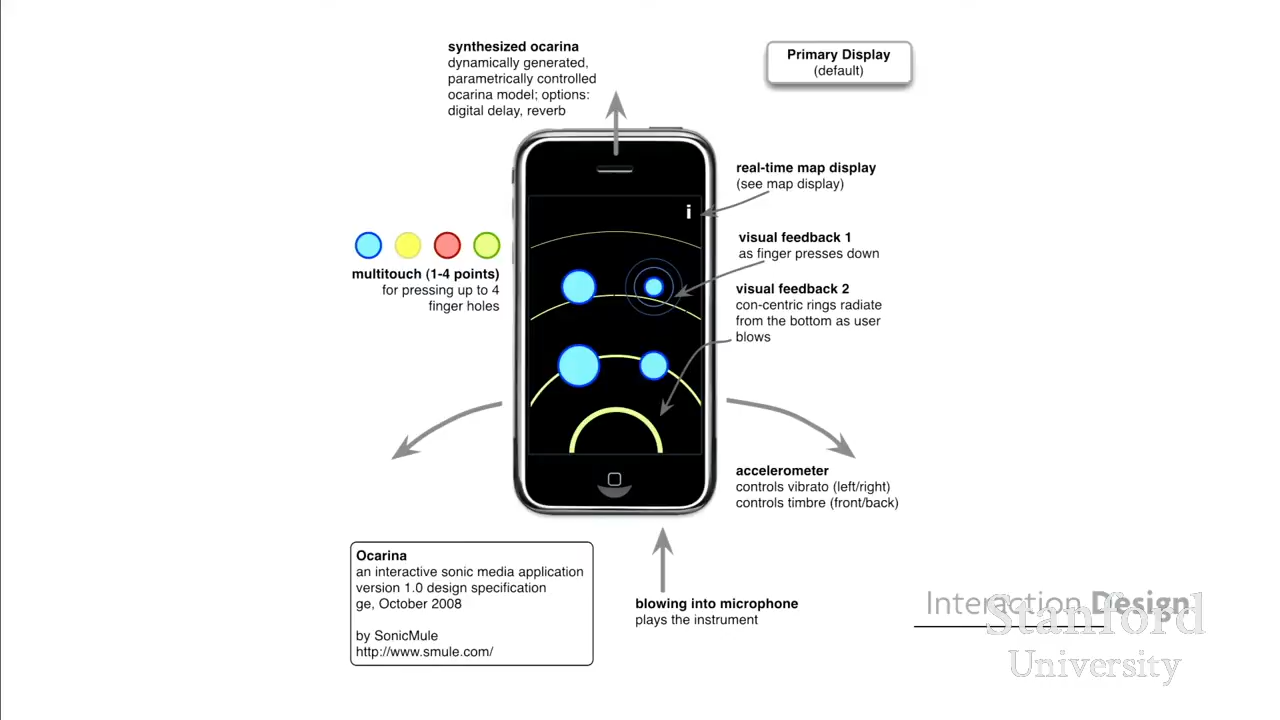 synthesized ocarina
dynamically generated,
parametrically controlled
ocarina model; options:
digital delay, reverb
Primary Display
(default)
real-time map display
(see map display)
i
visual feedback 1
as finger presses down
multitouch (1-4 points)
for pressing up to 4
finger holes
visual feedback 2
con-centric rings radiate
from the bottom as user
blows
accelerometer
controls vibrato (left/right)
controls timbre (front/back)
Ocarina
an interactive sonic media application
version 1.0 design specification
ge, October 2008
by SonicMule
http://www.smule.com/
blowing into microphone
plays the instrument
Interaction Design
Stanford
University